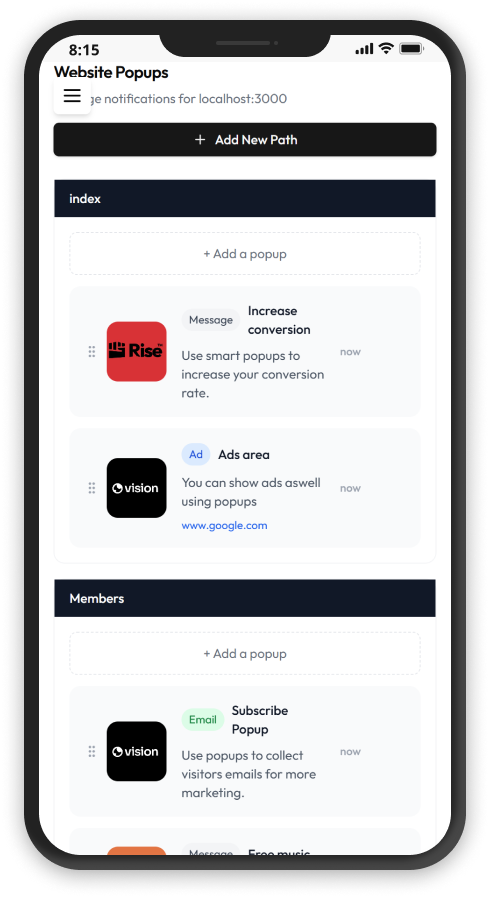 8:15
Website Popups
ge notifications for localhost:3000
+ Add New Path
index
+ Add a popup
Message
Increase
conversion
Rise
Use smart popups to
increase your conversion
rate.
now
Ad
Ads area
vision
You can show ads aswell
using popups
now
www.google.com
Members
+ Add a popup
Email
Subscribe
Popup
vision
Use popups to collect
visitors emails for more
marketing.
now
Message
Free music